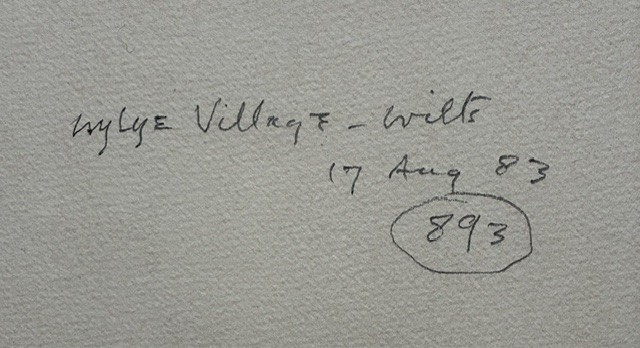 Wylye Village - Wilts
17 Aug 83
893